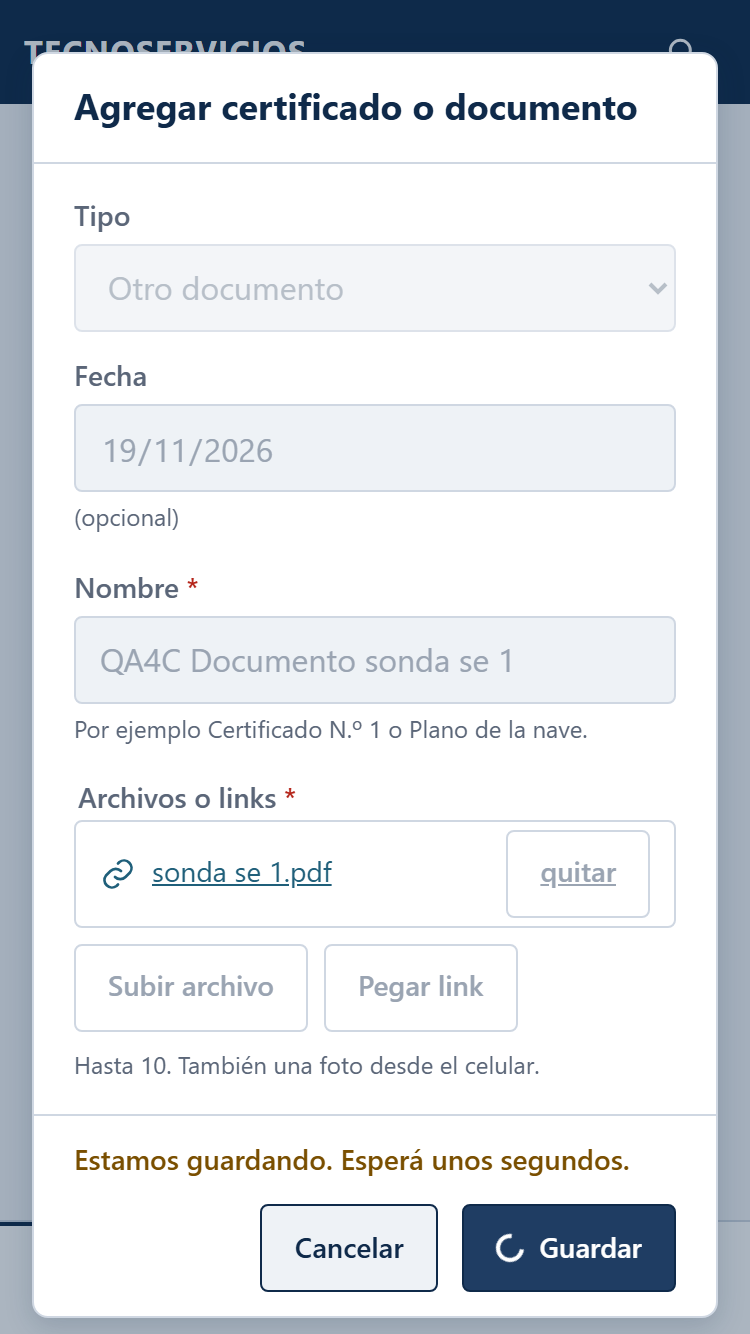 TECNOSERVICIOS
Agregar certificado o documento
Tipo
Otro documento
Fecha
19/11/2026
(opcional)
Nombre *
QA4C Documento sonda se 1
Por ejemplo Certificado N.º 1 o Plano de la nave.
Archivos o links *
sonda se 1.pdf quitar
Subir archivo Pegar link
Hasta 10. También una foto desde el celular.
Estamos guardando. Esperá unos segundos.
Cancelar Guardar